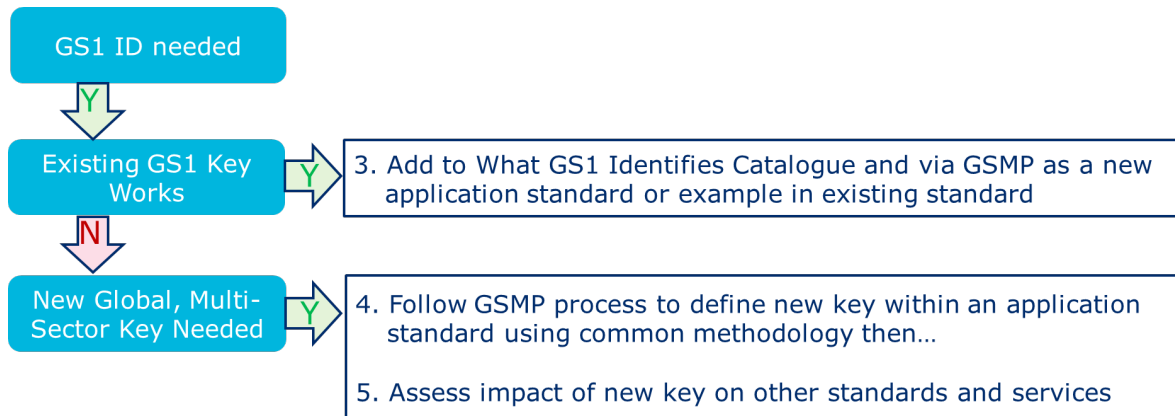 GS1 ID needed
Y
Existing GS1 Key
Works
Y
3. Add to What GS1 Identifies Catalogue and via GSMP as a new
application standard or example in existing standard
N
New Global, Multi-
Sector Key Needed
Y
4. Follow GSMP process to define new key within an application
standard using common methodology then…
5. Assess impact of new key on other standards and services